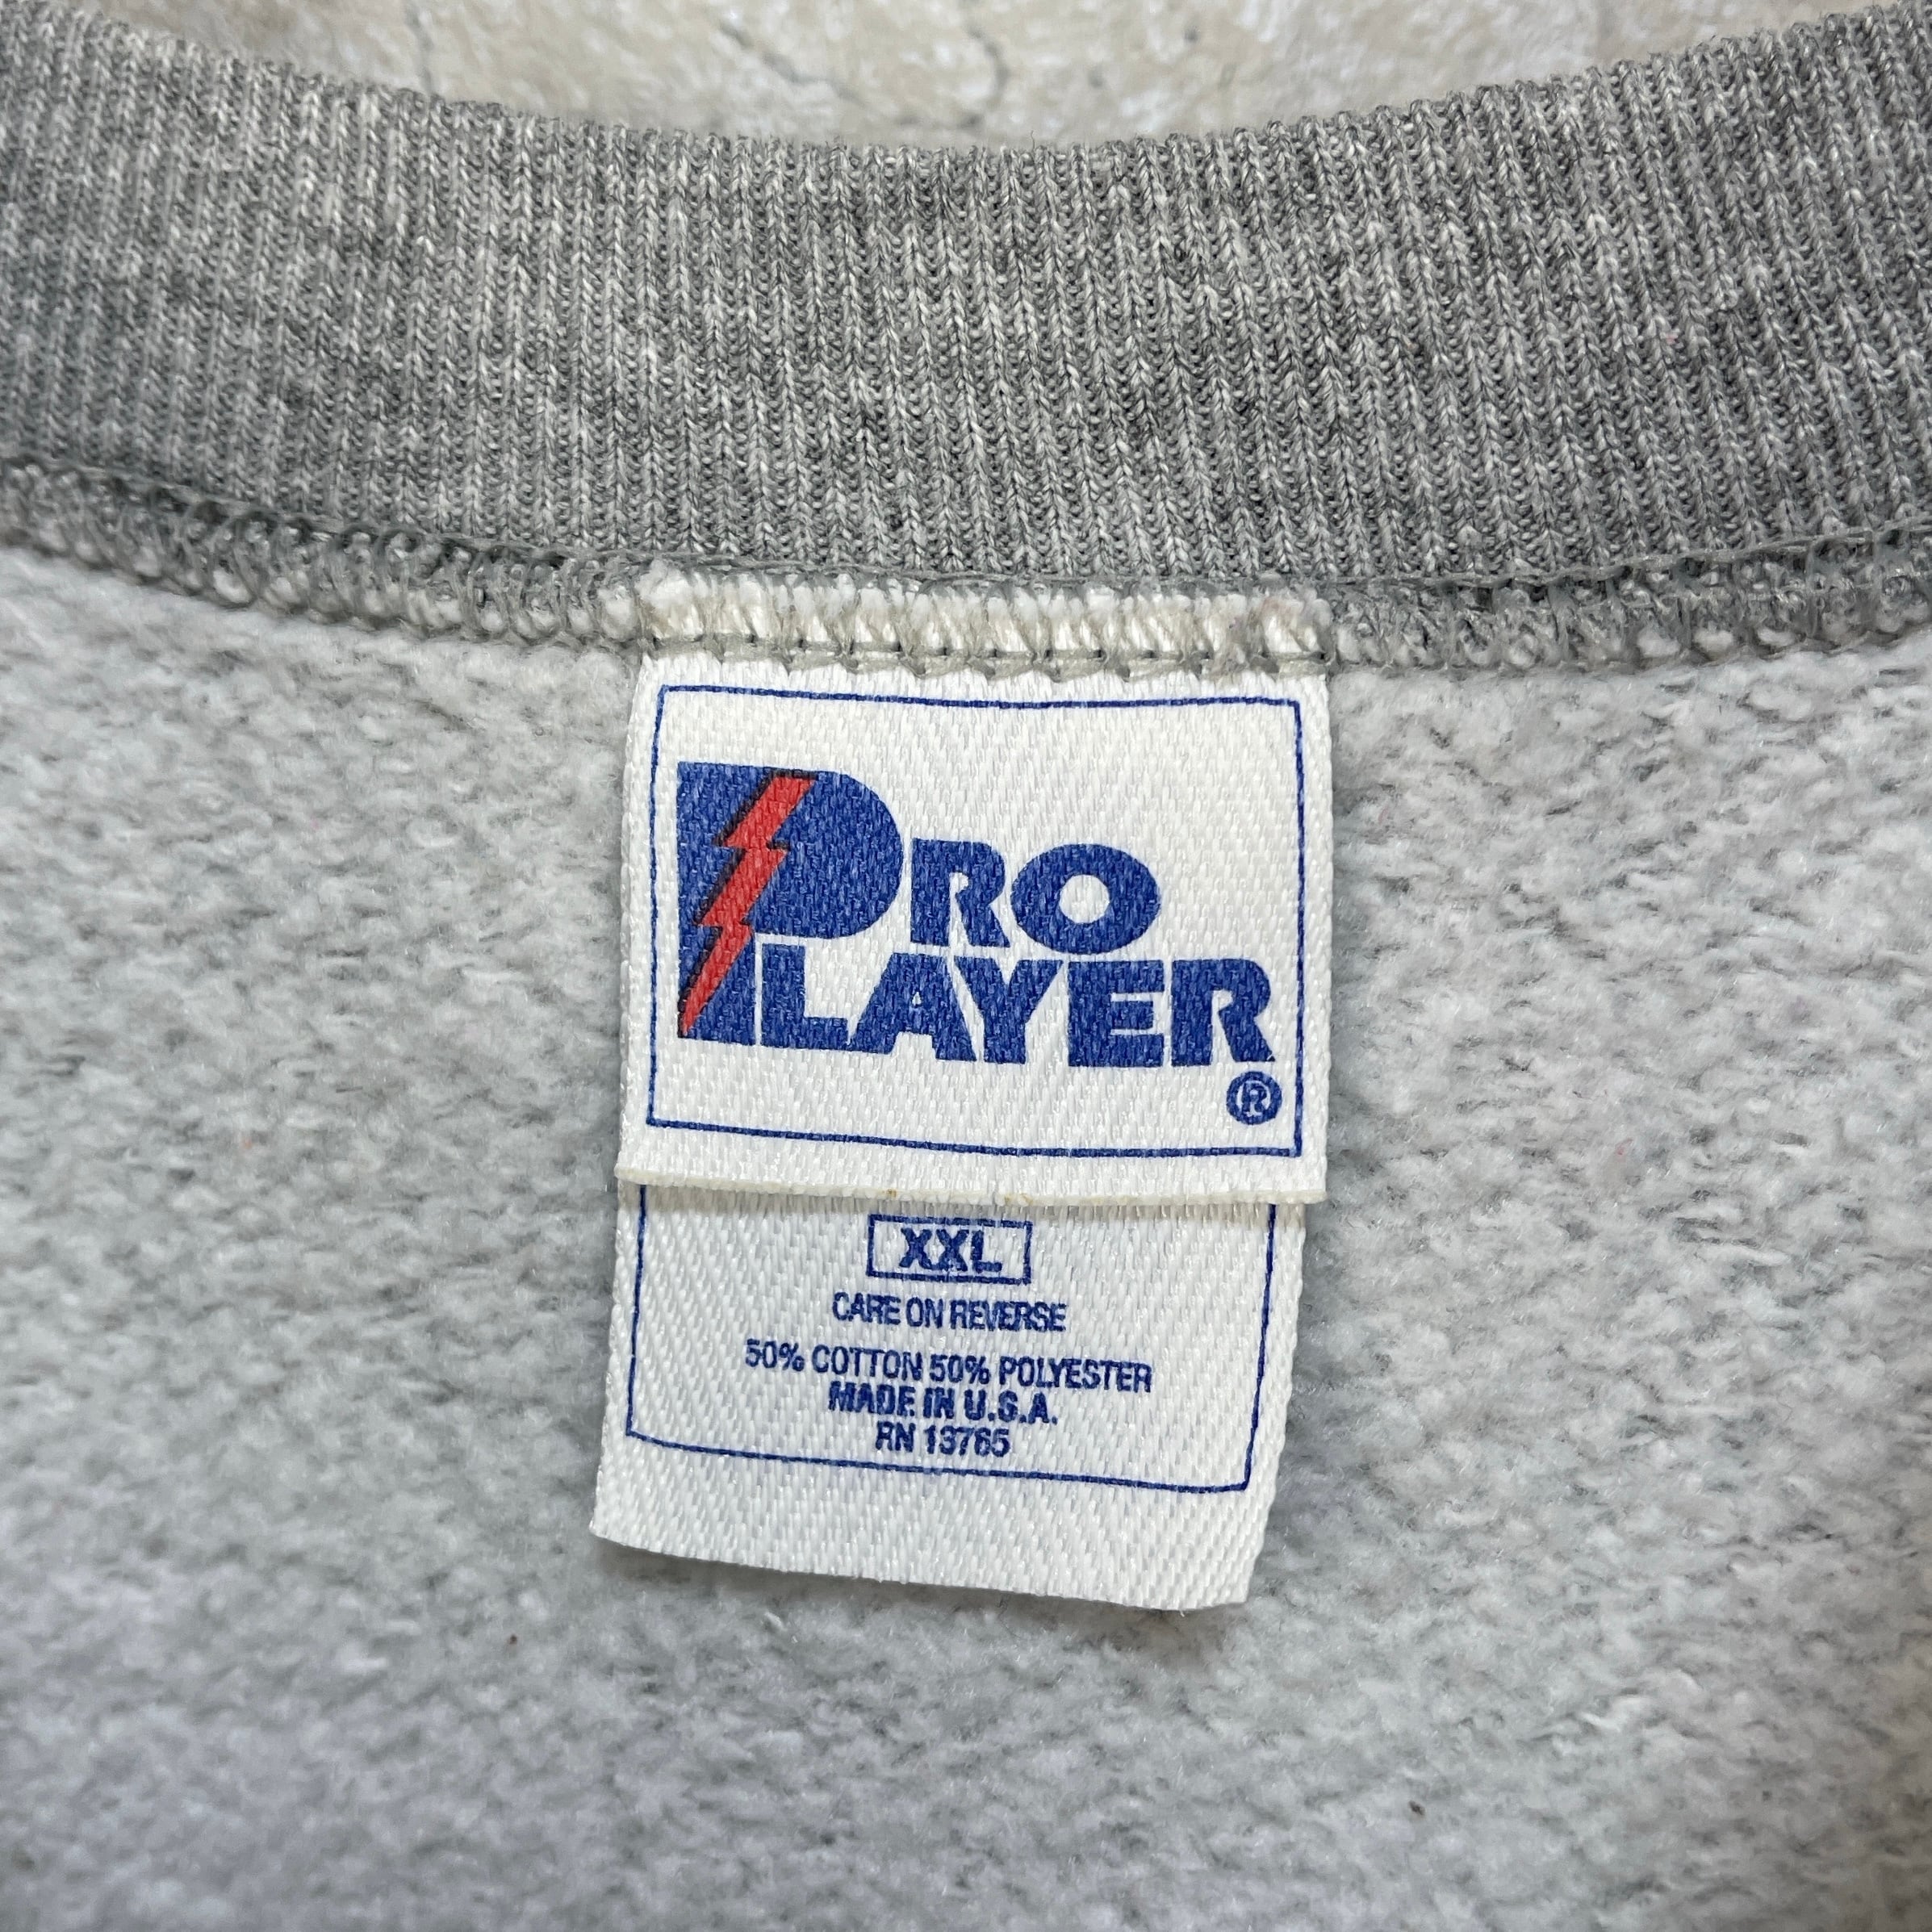 PRO
PLAYER
®
XXL
CARE ON REVERSE
50% COTTON 50% POLYESTER
MADE IN U.S.A.
RN 13765